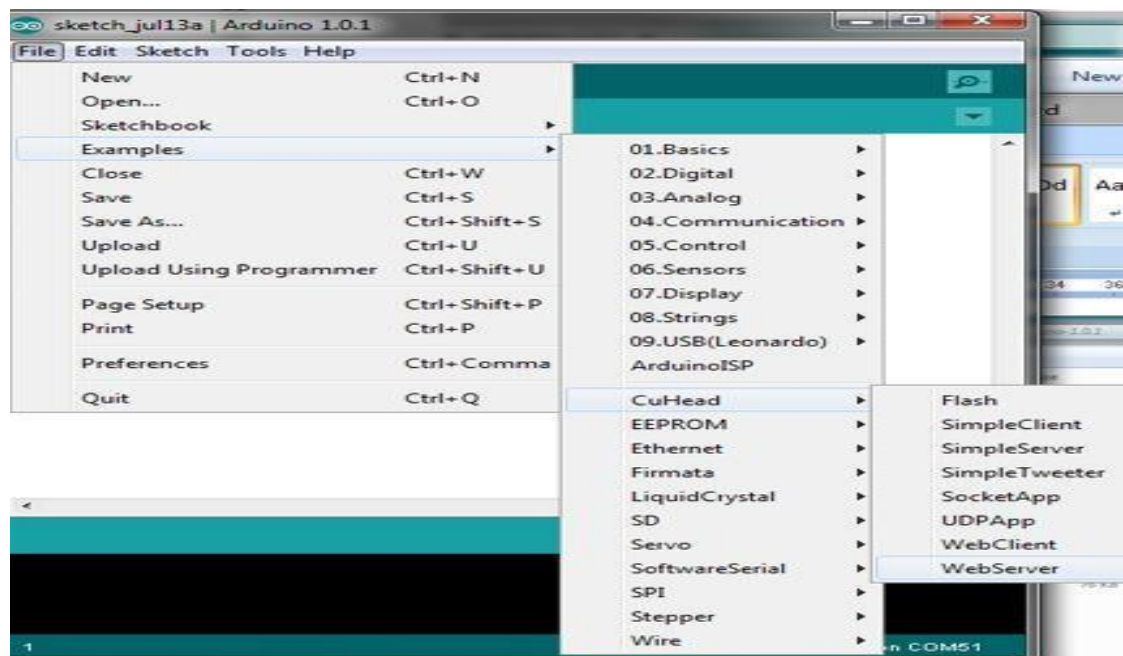 sketch_jul13a | Arduino 1.0.1
File Edit Sketch Tools Help
New Ctrl+N
Open... Ctrl+O
Sketchbook
Examples
Close Ctrl+W
Save Ctrl+S
Save As... Ctrl+Shift+S
Upload Ctrl+U
Upload Using Programmer Ctrl+Shift+U
Page Setup Ctrl+Shift+P
Print Ctrl+P
Preferences Ctrl+Comma
Quit Ctrl+Q
01.Basics
02.Digital
03.Analog
04.Communication
05.Control
06.Sensors
07.Display
08.Strings
09.USB(Leonardo)
ArduinoISP
CuHead
EEPROM
Ethernet
Firmata
LiquidCrystal
SD
Servo
SoftwareSerial
SPI
Stepper
Wire
Flash
SimpleClient
SimpleServer
SimpleTweeter
SocketApp
UDPApp
WebClient
WebServer
1
n COM51
New
d
Dd Aa
34 36